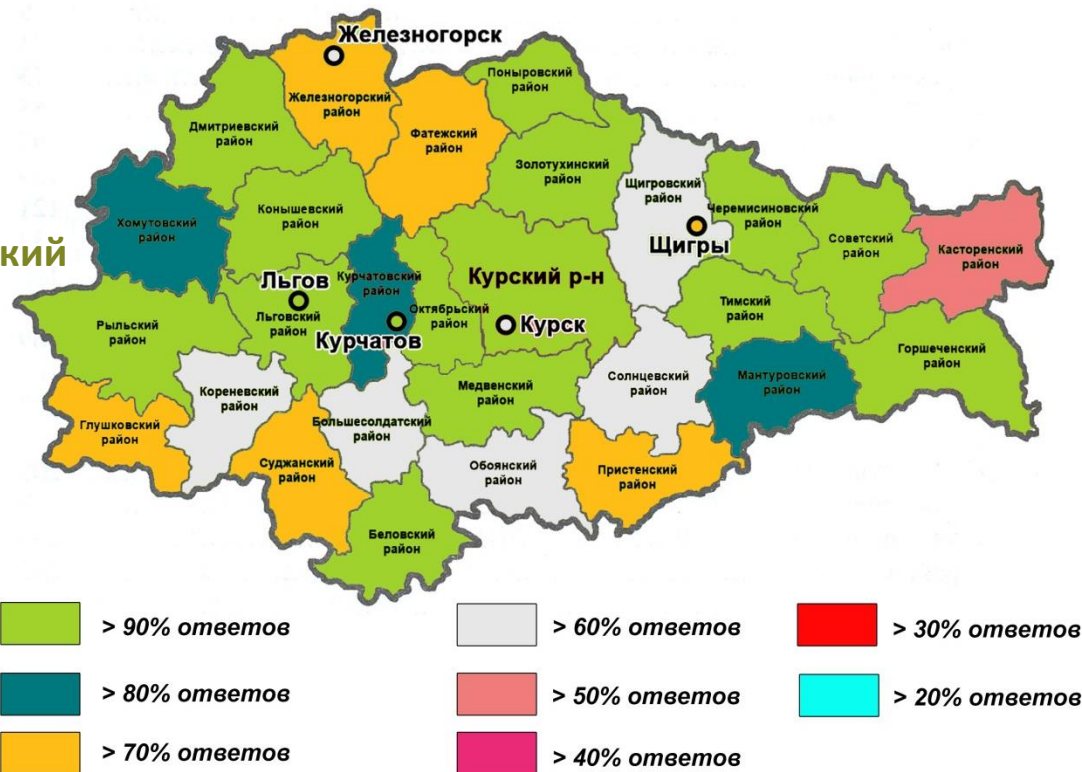 Железногорск
Поныровский
район
Железногорский
район
Фатежский
район
Дмитриевский
район
Золотухинский
район
Щигровский
район
Хомутовский
район
Конышевский
район
Черемисиновский
район
Советский
район
Касторенский
район
кий
Щигры
Льгов
Курчатовский
район
Курский р-н
Октябрьский
район
Тимский
район
Рыльский
район
Льговский
район
Курчатов
Курск
Горшеченский
район
Кореневский
район
Медвенский
район
Солнцевский
район
Мантуровский
район
Глушковский
район
Большесолдатский
район
Суджанский
район
Обоянский
район
Пристенский
район
Беловский
район
> 90% ответов
> 60% ответов
> 30% ответов
> 80% ответов
> 50% ответов
> 20% ответов
> 70% ответов
> 40% ответов